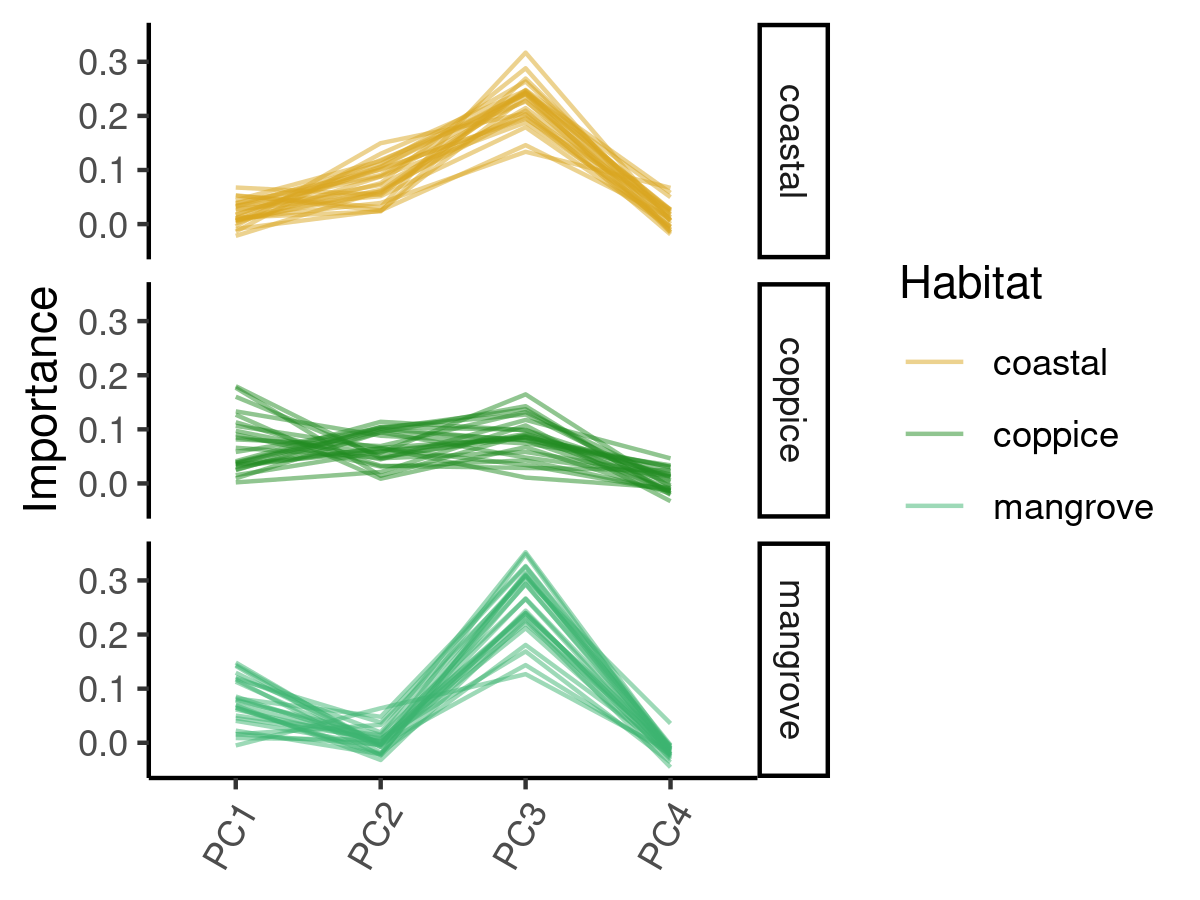 0.3
0.2
0.1
0.0
coastal
Importance
0.3
0.2
0.1
0.0
coppice
0.3
0.2
0.1
0.0
mangrove
PC1
PC2
PC3
PC4
Habitat
coastal
coppice
mangrove